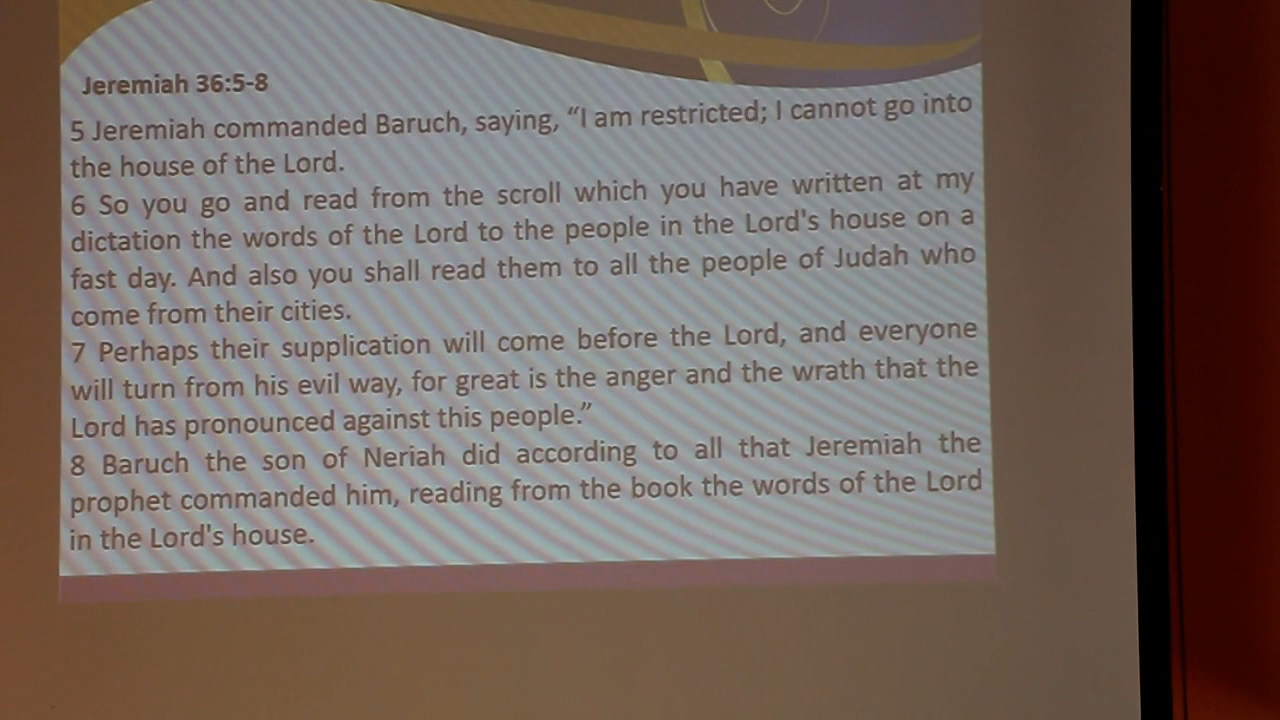 Jeremiah 36:5-8
5 Jeremiah commanded Baruch, saying, “I am restricted; I cannot go into
the house of the Lord.
6 So you go and read from the scroll which you have written at my
dictation the words of the Lord to the people in the Lord's house on a
fast day. And also you shall read them to all the people of Judah who
come from their cities.
7 Perhaps their supplication will come before the Lord, and everyone
will turn from his evil way, for great is the anger and the wrath that the
Lord has pronounced against this people.”
8 Baruch the son of Neriah did according to all that Jeremiah the
prophet commanded him, reading from the book the words of the Lord
in the Lord's house.